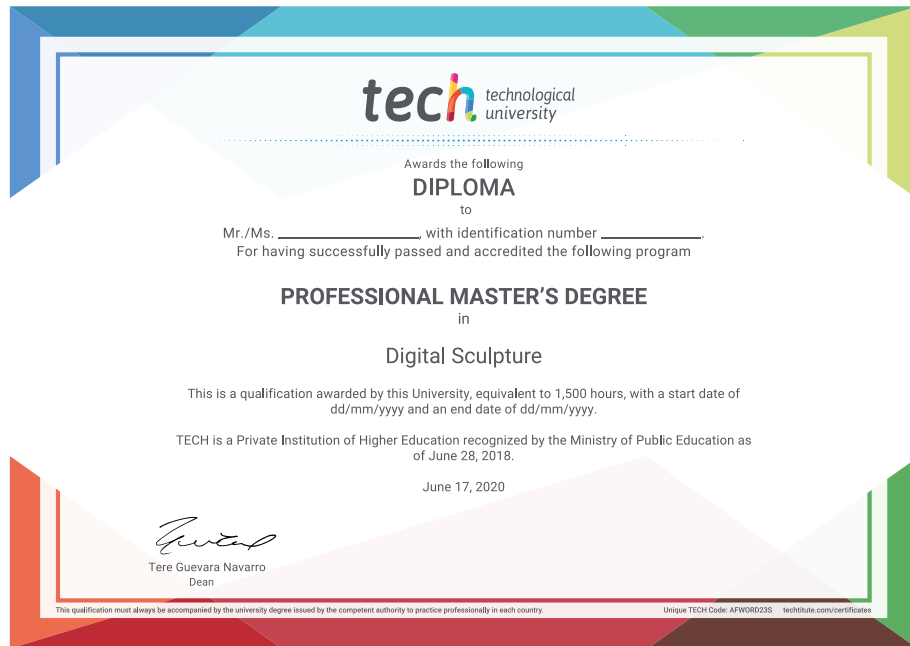 tech technological
university
Awards the following
DIPLOMA
to
Mr./Ms. ____________________, with identification number ______________.
For having successfully passed and accredited the following program
PROFESSIONAL MASTER'S DEGREE
in
Digital Sculpture
This is a qualification awarded by this University, equivalent to 1,500 hours, with a start date of
dd/mm/yyyy and an end date of dd/mm/yyyy.
TECH is a Private Institution of Higher Education recognized by the Ministry of Public Education as
of June 28, 2018.
June 17, 2020
Tere Guevara Navarro
Dean
This qualification must always be accompanied by the university degree issued by the competent authority to practice professionally in each country. Unique TECH Code: AFWORD23S techtitute.com/certificates